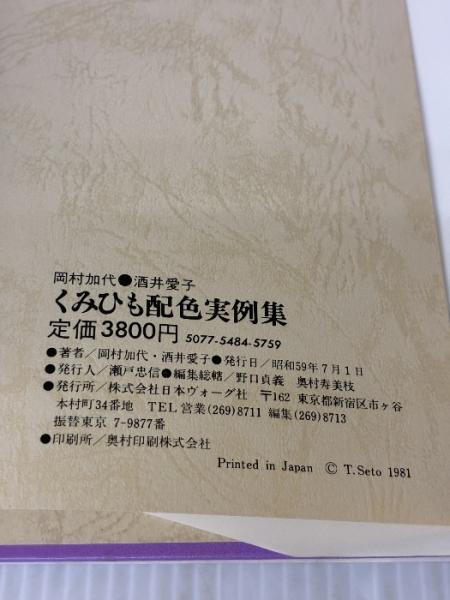 岡村加代●酒井愛子
くみひも配色実例集
定価3800円 5077-5484-5759
●著者/岡村加代・酒井愛子●発行日/昭和59年7月1日
●発行人/瀬戸忠信●編集総轄/野口貞義 奥村寿美枝
●発行所/株式会社日本ヴォーグ社 〒162 東京都新宿区市ヶ谷
本村町34番地 TEL営業(269)8711 編集(269)8713
振替東京 7-9877番
●印刷所/奥村印刷株式会社
Printed in Japan © T.Seto 1981